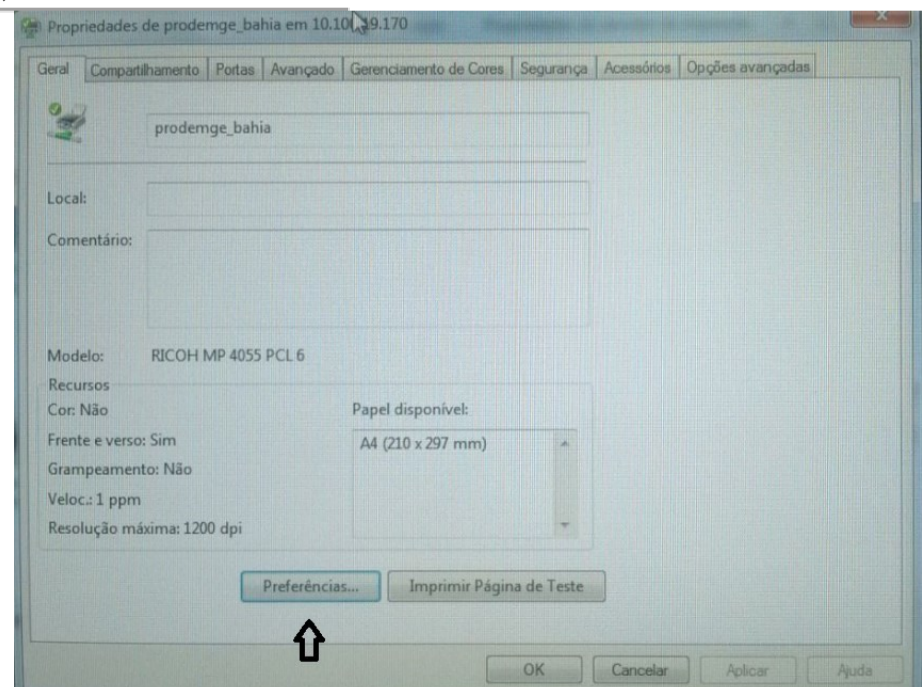 Propriedades de prodemge_bahia em
Geral Compartilhamento Portas Avançado Gerenciamento de Cores Segurança Acessórios Opções avançadas
prodemge_bahia
Local:
Comentário:
Modelo: RICOH MP 4055 PCL 6
Recursos
Cor: Não
Papel disponível:
Frente e verso: Sim
A4 (210 x 297 mm)
Grampeamento: Não
Veloc.: 1 ppm
Resolução máxima: 1200 dpi
Preferências... Imprimir Página de Teste
OK Cancelar Aplicar Ajuda